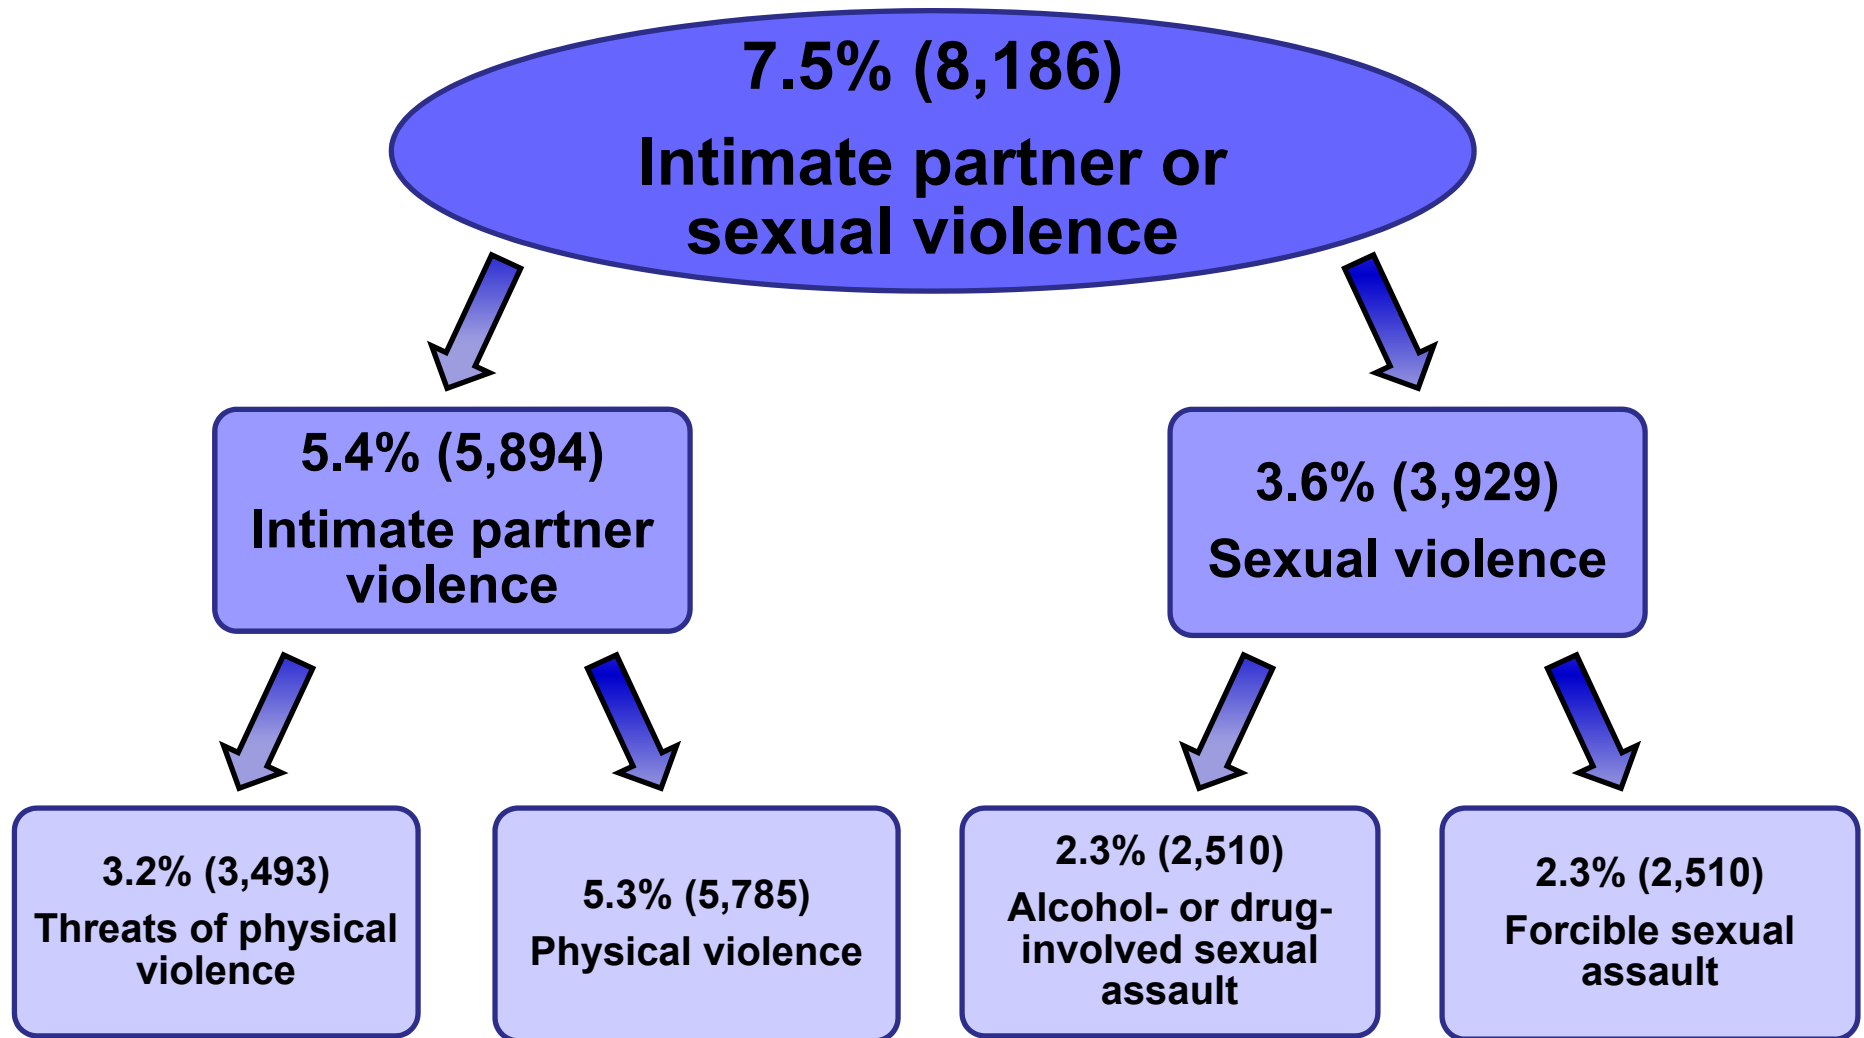 7.5% (8,186)
Intimate partner or
sexual violence
5.4% (5,894)
Intimate partner
violence
3.6% (3,929)
Sexual violence
3.2% (3,493)
Threats of physical
violence
5.3% (5,785)
Physical violence
2.3% (2,510)
Alcohol- or drug-
involved sexual
assault
2.3% (2,510)
Forcible sexual
assault